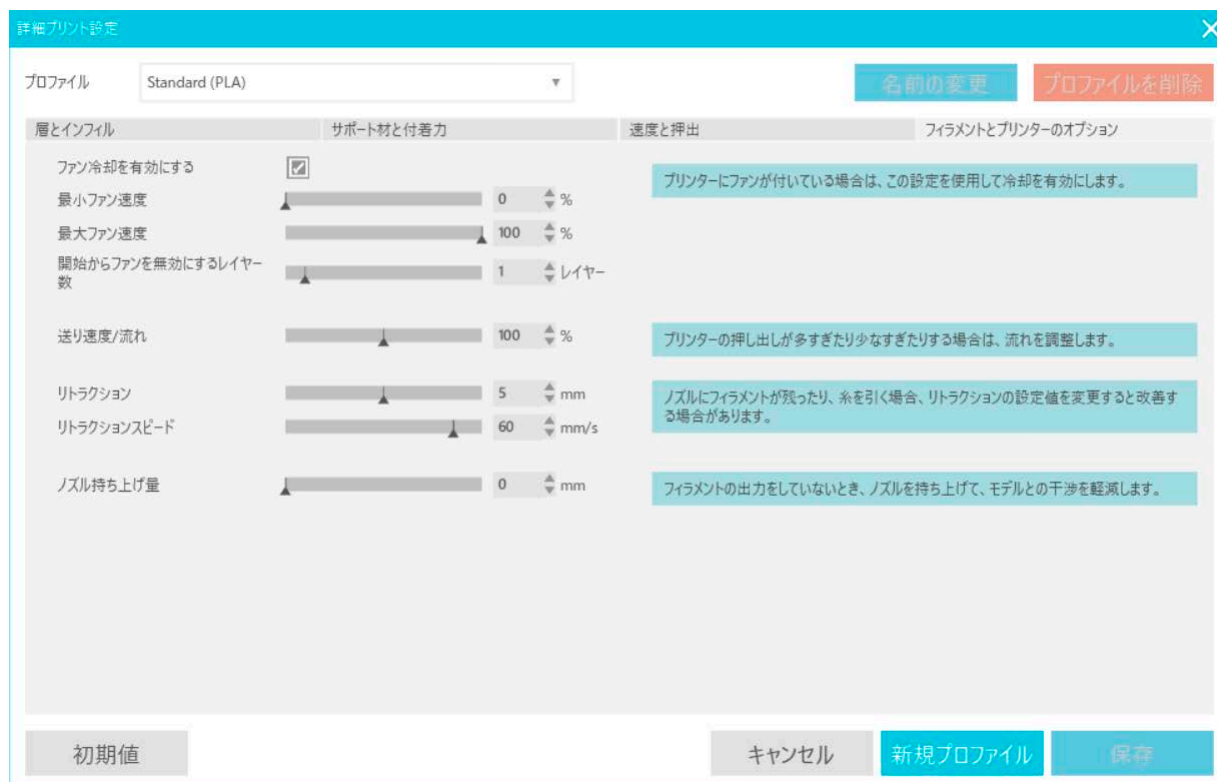 詳細プリント設定
プロファイル Standard (PLA) 名前の変更 プロファイルを削除
層とインフィル サポート材と付着力 速度と押出 フィラメントとプリンターのオプション
ファン冷却を有効にする
プリンターにファンが付いている場合は、この設定を使用して冷却を有効にします。
最小ファン速度 0 %
最大ファン速度 100 %
開始からファンを無効にするレイヤー
数
1 レイヤー
送り速度/流れ 100 %
プリンターの押し出しが多すぎたり少なすぎたりする場合は、流れを調整します。
リトラクション 5 mm
ノズルにフィラメントが残ったり、糸を引く場合、リトラクションの設定値を変更すると改善す
る場合があります。
リトラクションスピード 60 mm/s
ノズル持ち上げ量 0 mm
フィラメントの出力をしていないとき、ノズルを持ち上げて、モデルとの干渉を軽減します。
初期値 キャンセル 新規プロファイル 保存